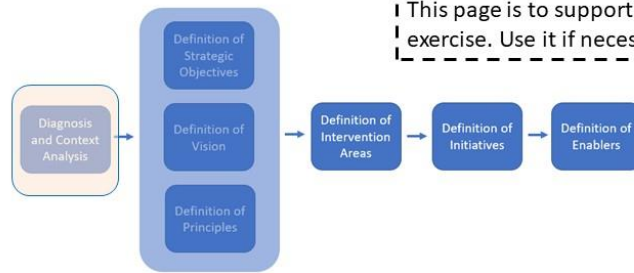 This page is to support
exercise. Use it if neces
Definition of
Strategic
Objectives
Diagnosis
and Context
Analysis
Definition of
Vision
Definition of
Intervention
Areas
Definition of
Initiatives
Definition of
Enablers
Definition of
Principles